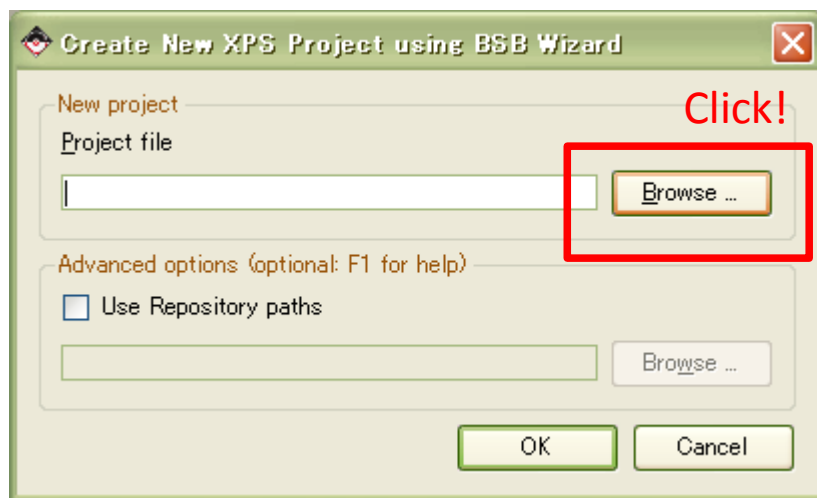 Create New XPS Project using BSB Wizard
New project
Click!
Project file
Browse ...
Advanced options (optional: F1 for help)
Use Repository paths
Browse ...
OK Cancel